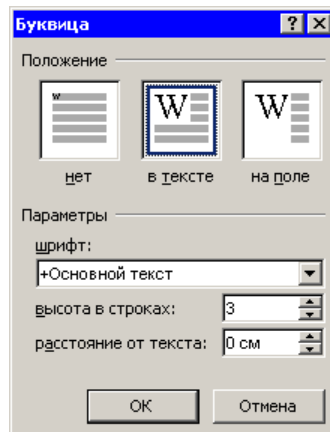 Буквица
Положение
нет в тексте на поле
Параметры
шрифт:
+Основной текст
высота в строках: 3
расстояние от текста: 0 см
ОК Отмена